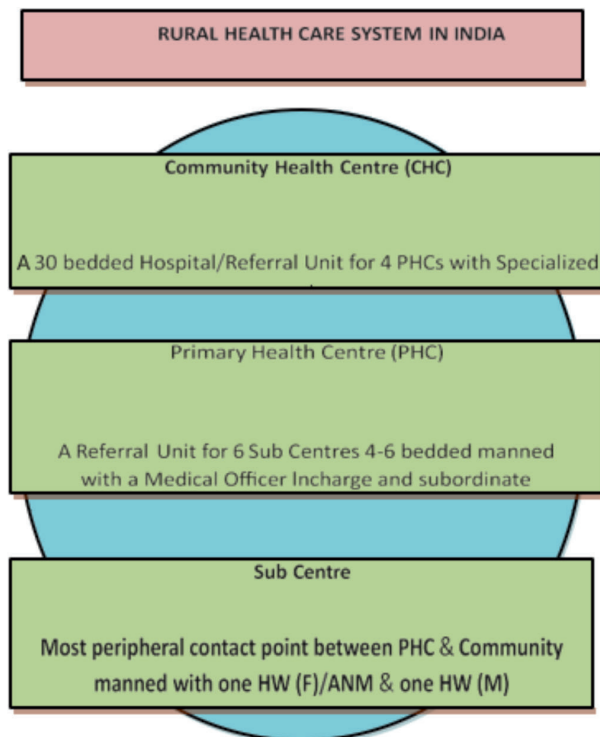 RURAL HEALTH CARE SYSTEM IN INDIA
Community Health Centre (CHC)
A 30 bedded Hospital/Referral Unit for 4 PHCs with Specialized
Primary Health Centre (PHC)
A Referral Unit for 6 Sub Centres 4-6 bedded manned
with a Medical Officer Incharge and subordinate
Sub Centre
Most peripheral contact point between PHC & Community
manned with one HW (F)/ANM & one HW (M)